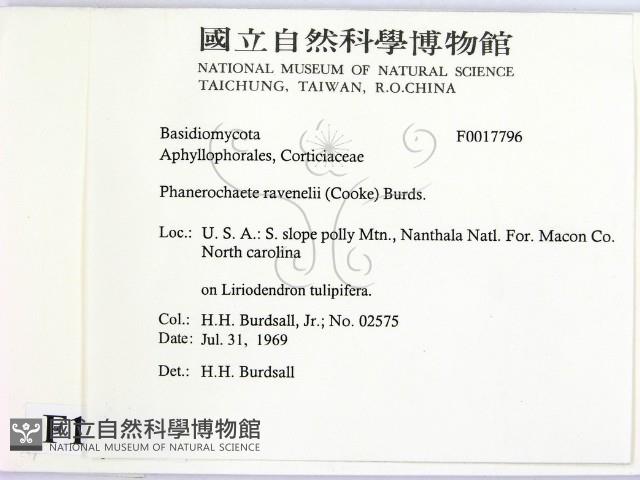 國立自然科學博物館
NATIONAL MUSEUM OF NATURAL SCIENCE
TAICHUNG, TAIWAN, R.O.CHINA
Basidiomycota F0017796
Aphyllophorales, Corticiaceae
Phanerochaete ravenelii (Cooke) Burds.
Loc.: U. S. A.: S. slope polly Mtn., Nanthala Natl. For. Macon Co.
North carolina
on Liriodendron tulipifera.
Col.: H.H. Burdsall, Jr.; No. 02575
Date: Jul. 31, 1969
Det.: H.H. Burdsall
F1
國立自然科學博物館
NATIONAL MUSEUM OF NATURAL SCIENCE